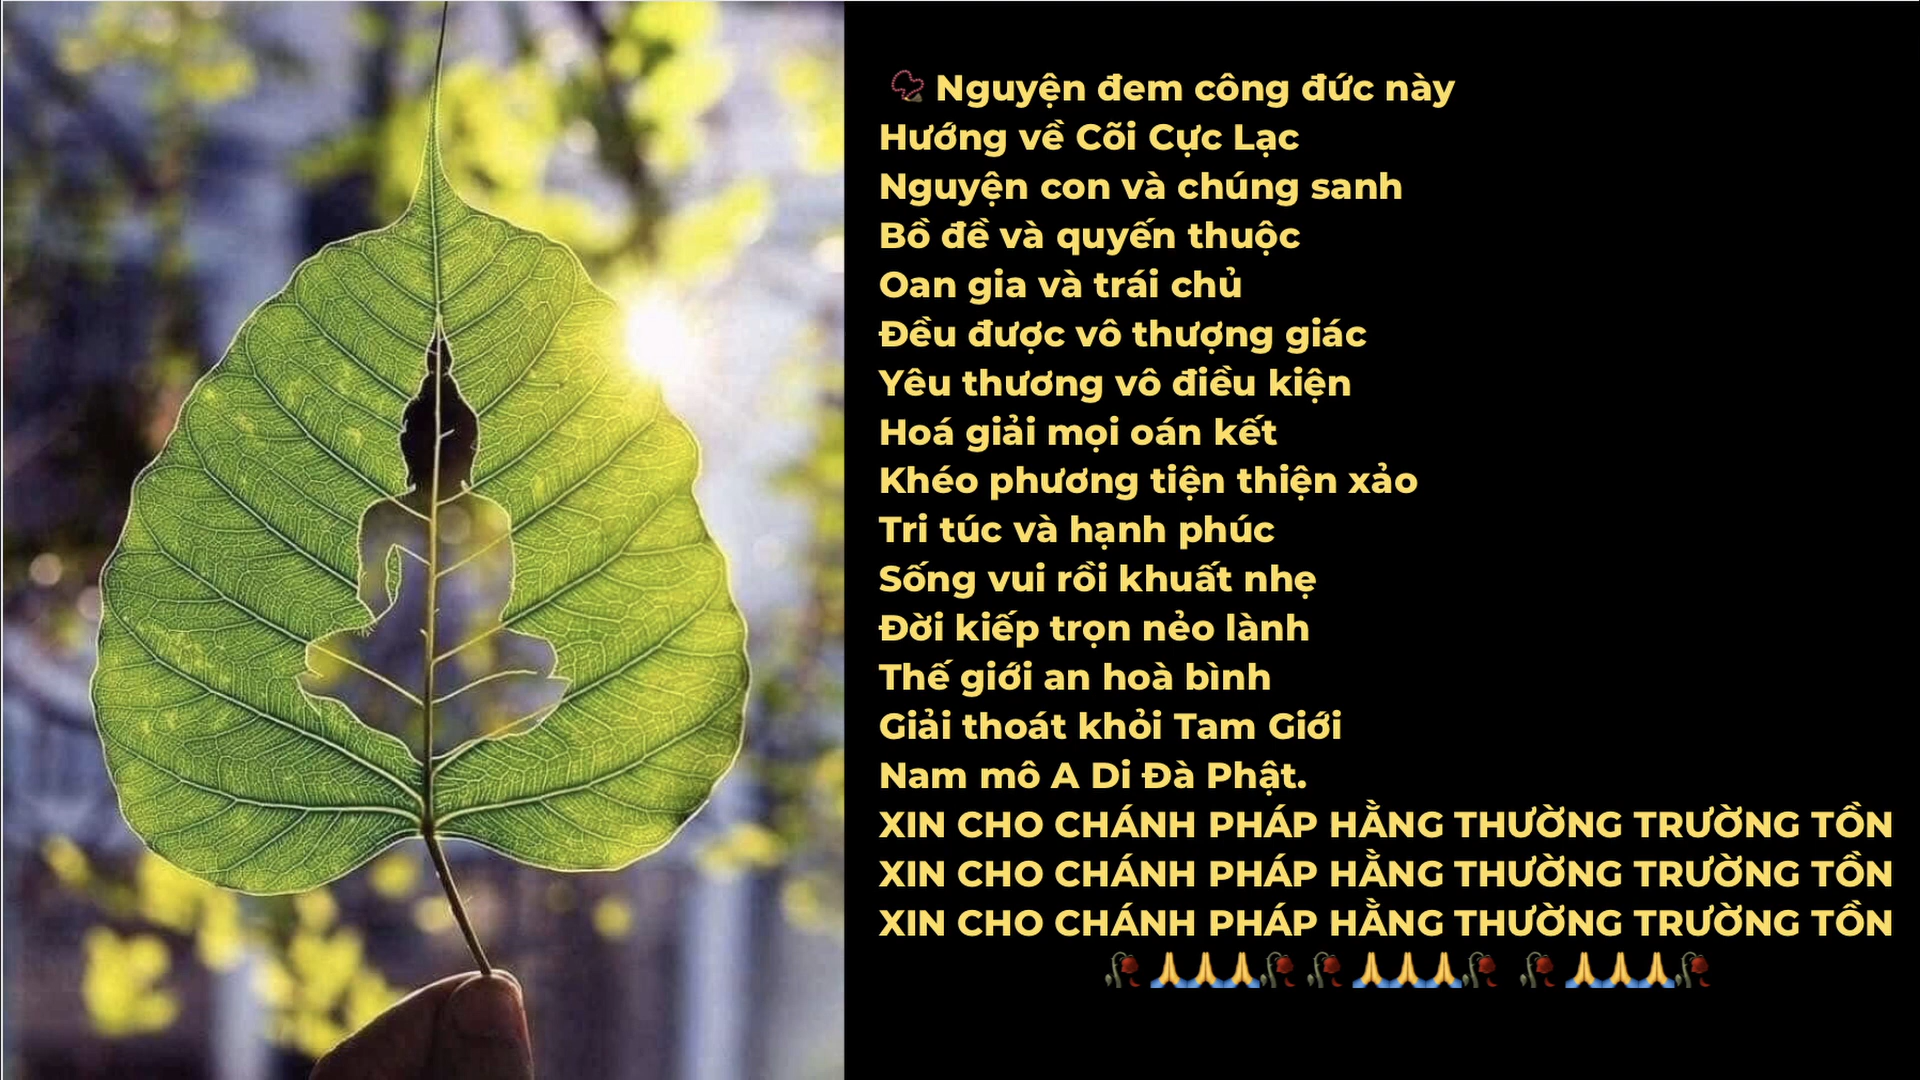 📿 Nguyện đem công đức này
Hướng về Cõi Cực Lạc
Nguyện con và chúng sanh
Bồ đề và quyến thuộc
Oan gia và trái chủ
Đều được vô thượng giác
Yêu thương vô điều kiện
Hoá giải mọi oán kết
Khéo phương tiện thiện xảo
Tri túc và hạnh phúc
Sống vui rồi khuất nhẹ
Đời kiếp trọn nẻo lành
Thế giới an hoà bình
Giải thoát khỏi Tam Giới
Nam mô A Di Đà Phật.
XIN CHO CHÁNH PHÁP HẰNG THƯỜNG TRƯỜNG TỒN
XIN CHO CHÁNH PHÁP HẰNG THƯỜNG TRƯỜNG TỒN
XIN CHO CHÁNH PHÁP HẰNG THƯỜNG TRƯỜNG TỒN
🥀🙏🙏🙏🥀🥀🙏🙏🙏🥀🥀🙏🙏🙏🥀